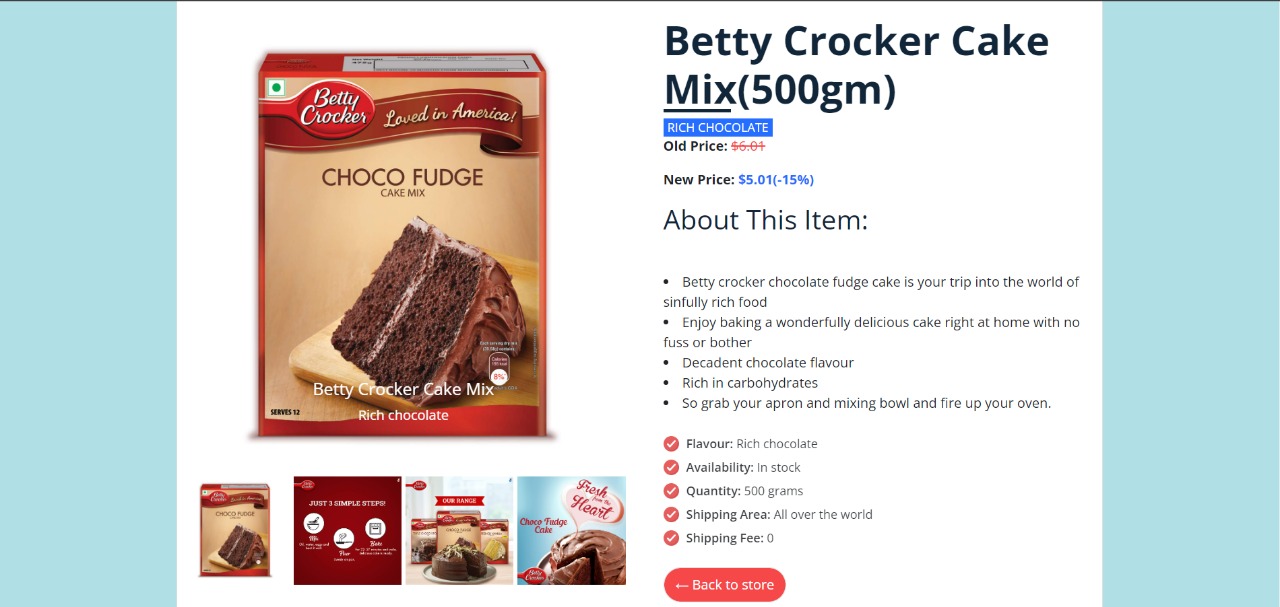 Betty
Crocker
Loved in America!
CHOCO FUDGE
CAKE MIX
8%
Betty Crocker Cake Mix
SERVES 12
Rich chocolate
CHOCO FUDGE
JUST 3 SIMPLE STEPS!
Mix
Pour
Bake
OUR RANGE
Fresh
from the
Heart
Choco Fudge
Cake
Betty
Crocker
Betty Crocker Cake
Mix(500gm)
RICH CHOCOLATE
Old Price: $6.01
New Price: $5.01(-15%)
About This Item:
• Betty crocker chocolate fudge cake is your trip into the world of
sinfully rich food
• Enjoy baking a wonderfully delicious cake right at home with no
fuss or bother
• Decadent chocolate flavour
• Rich in carbohydrates
• So grab your apron and mixing bowl and fire up your oven.
Flavour: Rich chocolate
Availability: In stock
Quantity: 500 grams
Shipping Area: All over the world
Shipping Fee: 0
← Back to store